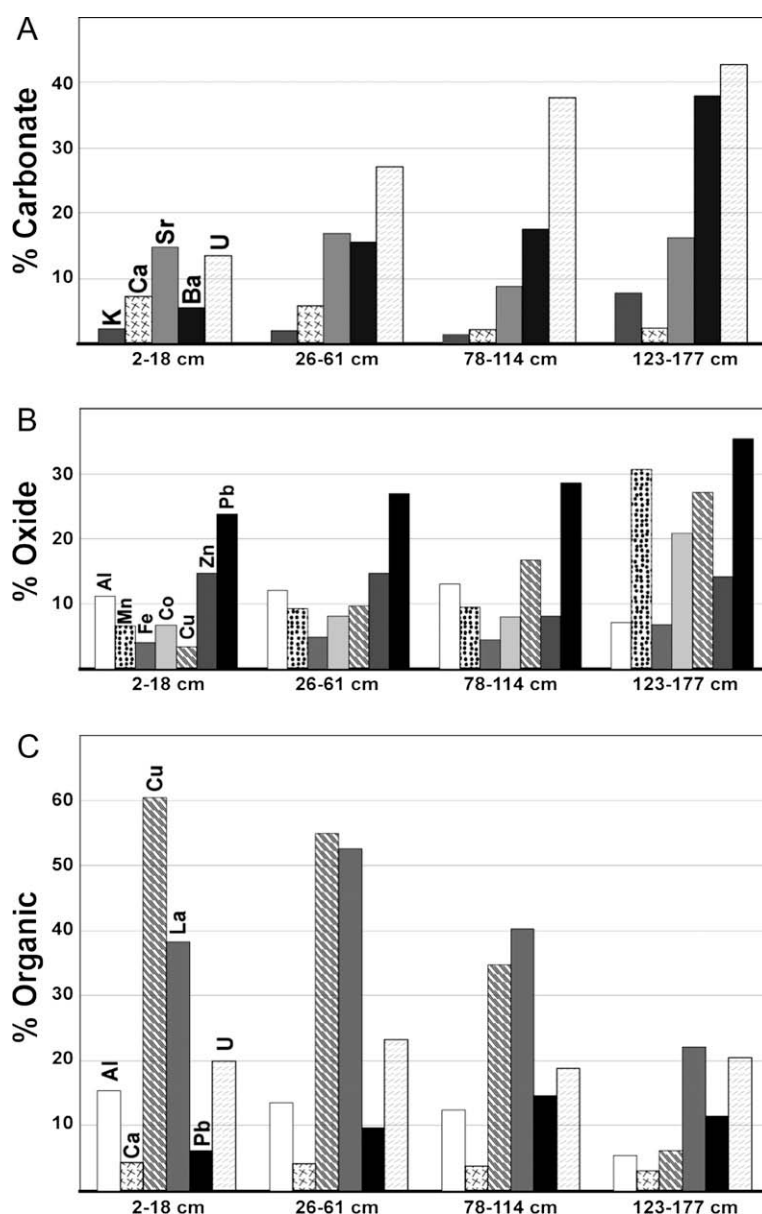 A
% Carbonate
40
30
20
10
K
Ca
Sr
Ba
U
2-18 cm
26-61 cm
78-114 cm
123-177 cm
B
% Oxide
30
20
10
Al
Mn
Fe
Co
Cu
Zn
Pb
2-18 cm
26-61 cm
78-114 cm
123-177 cm
C
% Organic
60
50
40
30
20
10
Al
Ca
Cu
La
Pb
U
2-18 cm
26-61 cm
78-114 cm
123-177 cm